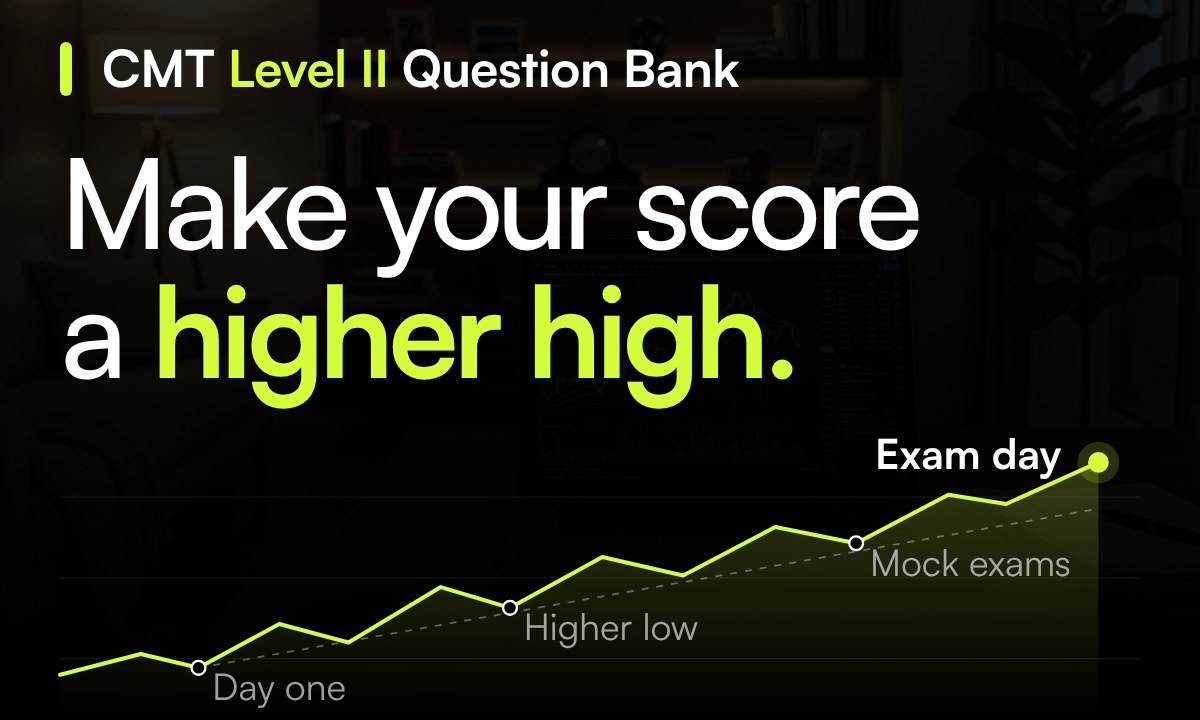 CMT Level II Question Bank
Make your score
a higher high.
Exam day
Mock exams
Higher low
Day one